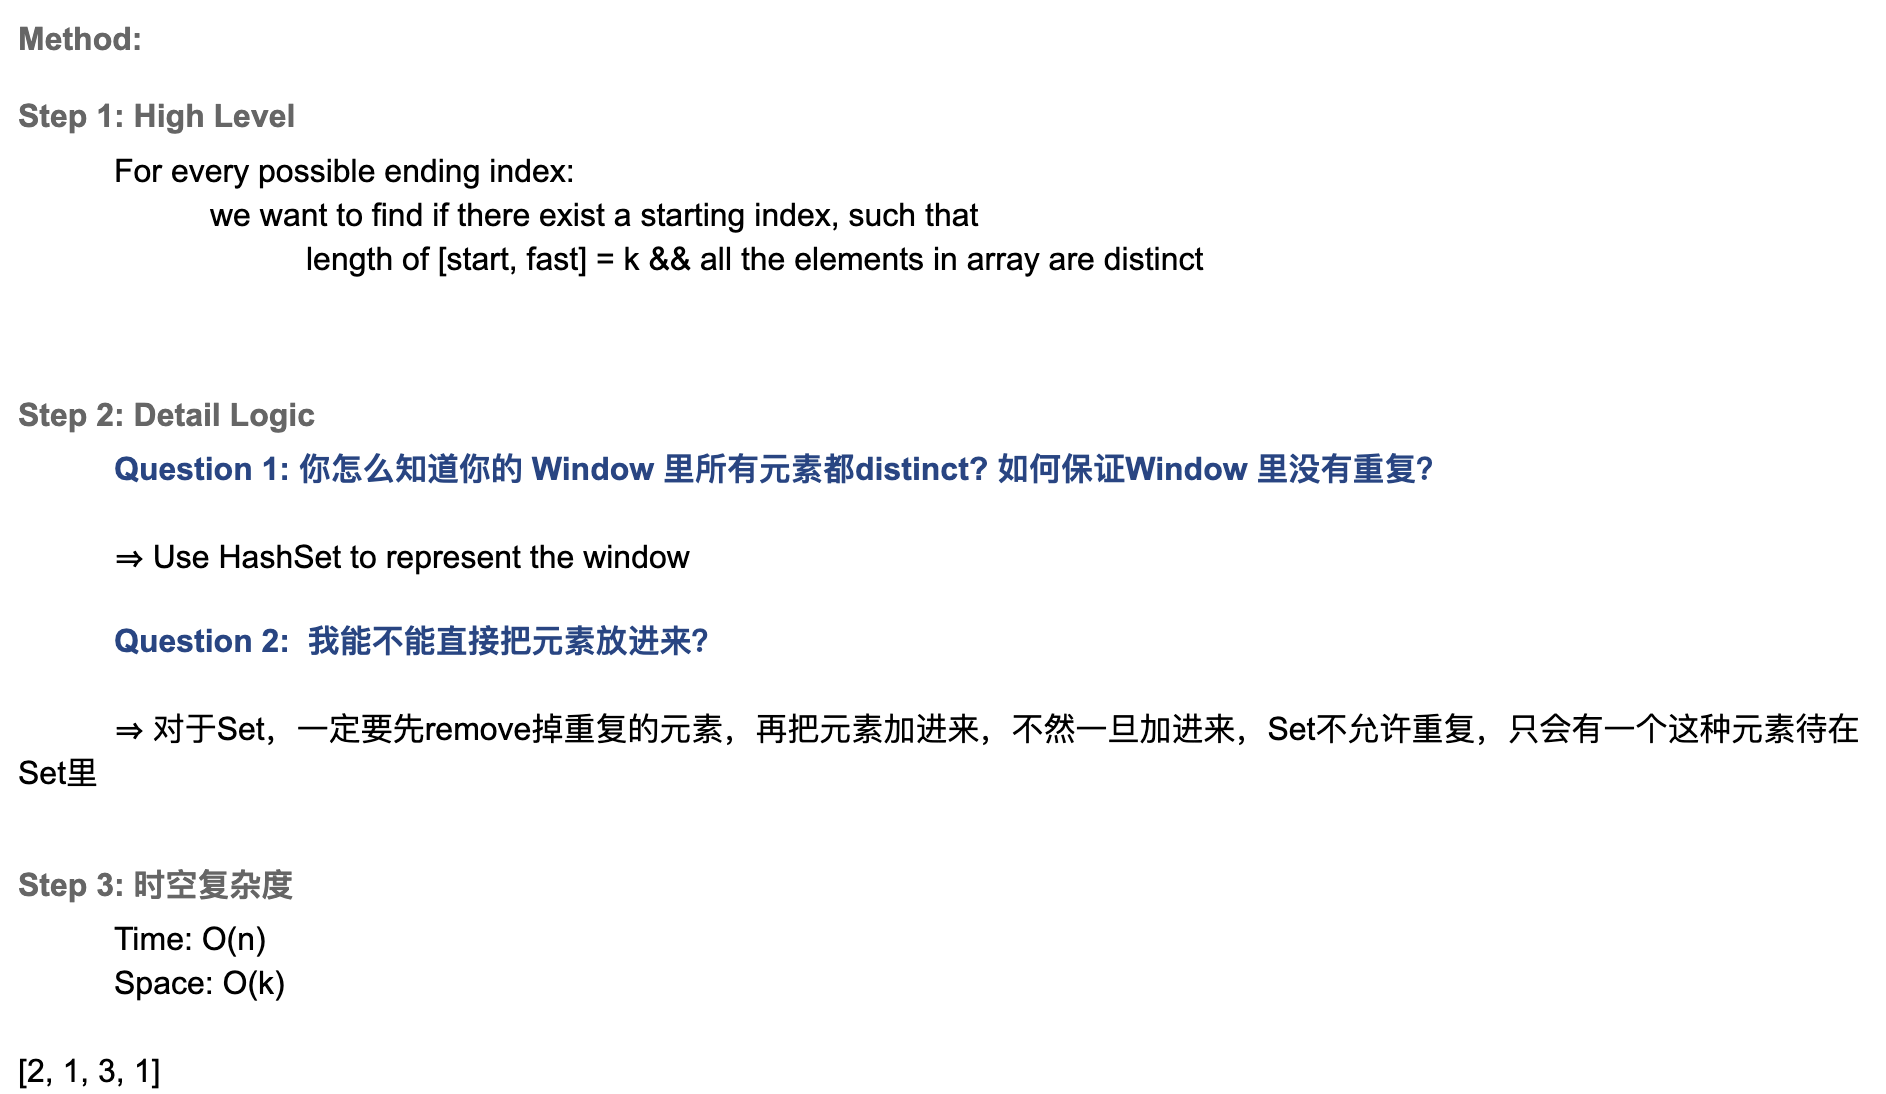 Method:
Step 1: High Level
For every possible ending index:
we want to find if there exist a starting index, such that
length of [start, fast] = k && all the elements in array are distinct
Step 2: Detail Logic
Question 1: 你怎么知道你的 Window 里所有元素都distinct? 如何保证Window 里没有重复?
⇒ Use HashSet to represent the window
Question 2:  我能不能直接把元素放进来?
⇒ 对于Set，一定要先remove掉重复的元素，再把元素加进来，不然一旦加进来，Set不允许重复，只会有一个这种元素待在
Set里
Step 3: 时空复杂度
Time: O(n)
Space: O(k)
[2, 1, 3, 1]